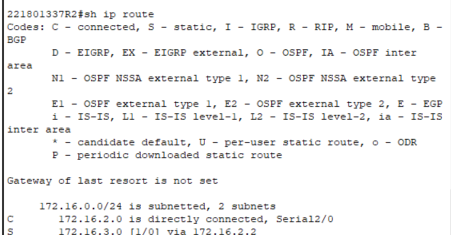 221801337R2#sh ip route
Codes: C - connected, S - static, I - IGRP, R - RIP, M - mobile, B -
BGP
       D - EIGRP, EX - EIGRP external, O - OSPF, IA - OSPF inter
area
       N1 - OSPF NSSA external type 1, N2 - OSPF NSSA external type
2
       E1 - OSPF external type 1, E2 - OSPF external type 2, E - EGP
       i - IS-IS, L1 - IS-IS level-1, L2 - IS-IS level-2, ia - IS-IS
inter area
       * - candidate default, U - per-user static route, o - ODR
       P - periodic downloaded static route
Gateway of last resort is not set
     172.16.0.0/24 is subnetted, 2 subnets
C       172.16.2.0 is directly connected, Serial2/0
S       172.16.3.0 [1/0] via 172.16.2.2